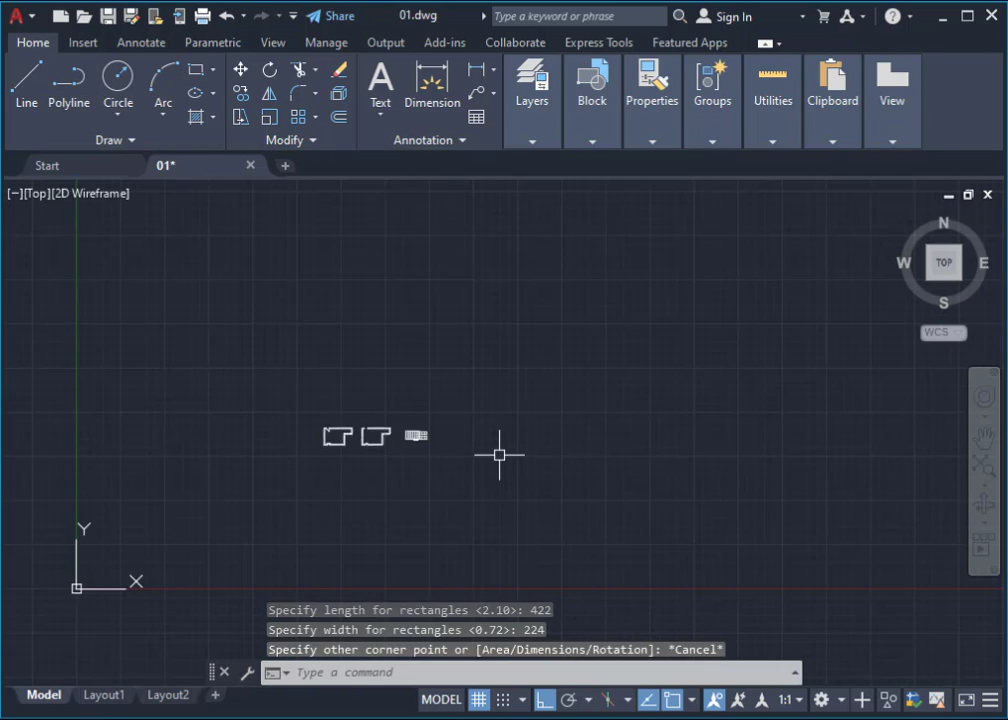 Share 01.dwg Type a keyword or phrase Sign In
Home Insert Annotate Parametric View Manage Output Add-ins Collaborate Express Tools Featured Apps
Line Polyline Circle Arc Text Dimension Layers Block Properties Groups Utilities Clipboard View
Draw Modify Annotation
Start 01*
[−][Top][2D Wireframe]
N
W TOP E
S
WCS
Y
X
Specify length for rectangles <2.10>: 422
Specify width for rectangles <0.72>: 224
Specify other corner point or [Area/Dimensions/Rotation]: *Cancel*
Type a command
Model Layout1 Layout2 MODEL 1:1